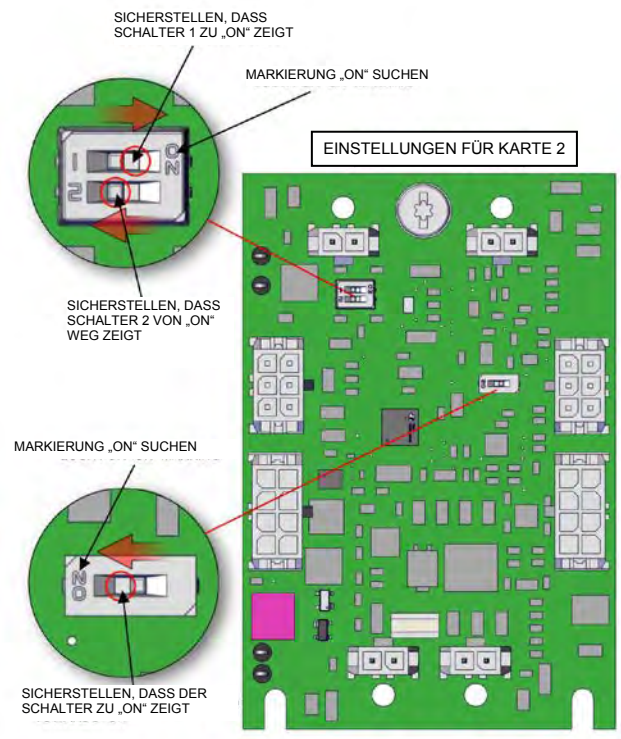 SICHERSTELLEN, DASS
SCHALTER 1 ZU „ON“ ZEIGT
MARKIERUNG „ON“ SUCHEN
EINSTELLUNGEN FÜR KARTE 2
ON
1
2
SICHERSTELLEN, DASS
SCHALTER 2 VON „ON“
WEG ZEIGT
MARKIERUNG „ON“ SUCHEN
ON
SICHERSTELLEN, DASS DER
SCHALTER ZU „ON“ ZEIGT